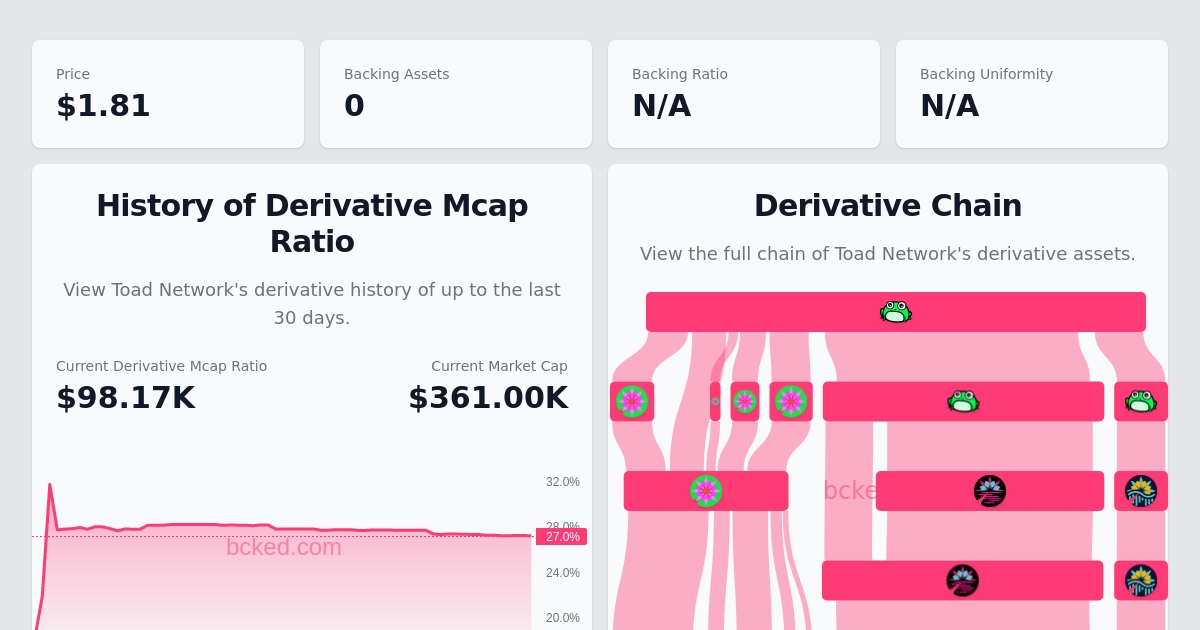 Price
$1.81
Backing Assets
0
Backing Ratio
N/A
Backing Uniformity
N/A
History of Derivative Mcap
Ratio
View Toad Network's derivative history of up to the last
30 days.
Current Derivative Mcap Ratio
$98.17K
Current Market Cap
$361.00K
32.0%
28.0%
27.0%
24.0%
20.0%
bcked.com
Derivative Chain
View the full chain of Toad Network's derivative assets.
bcke